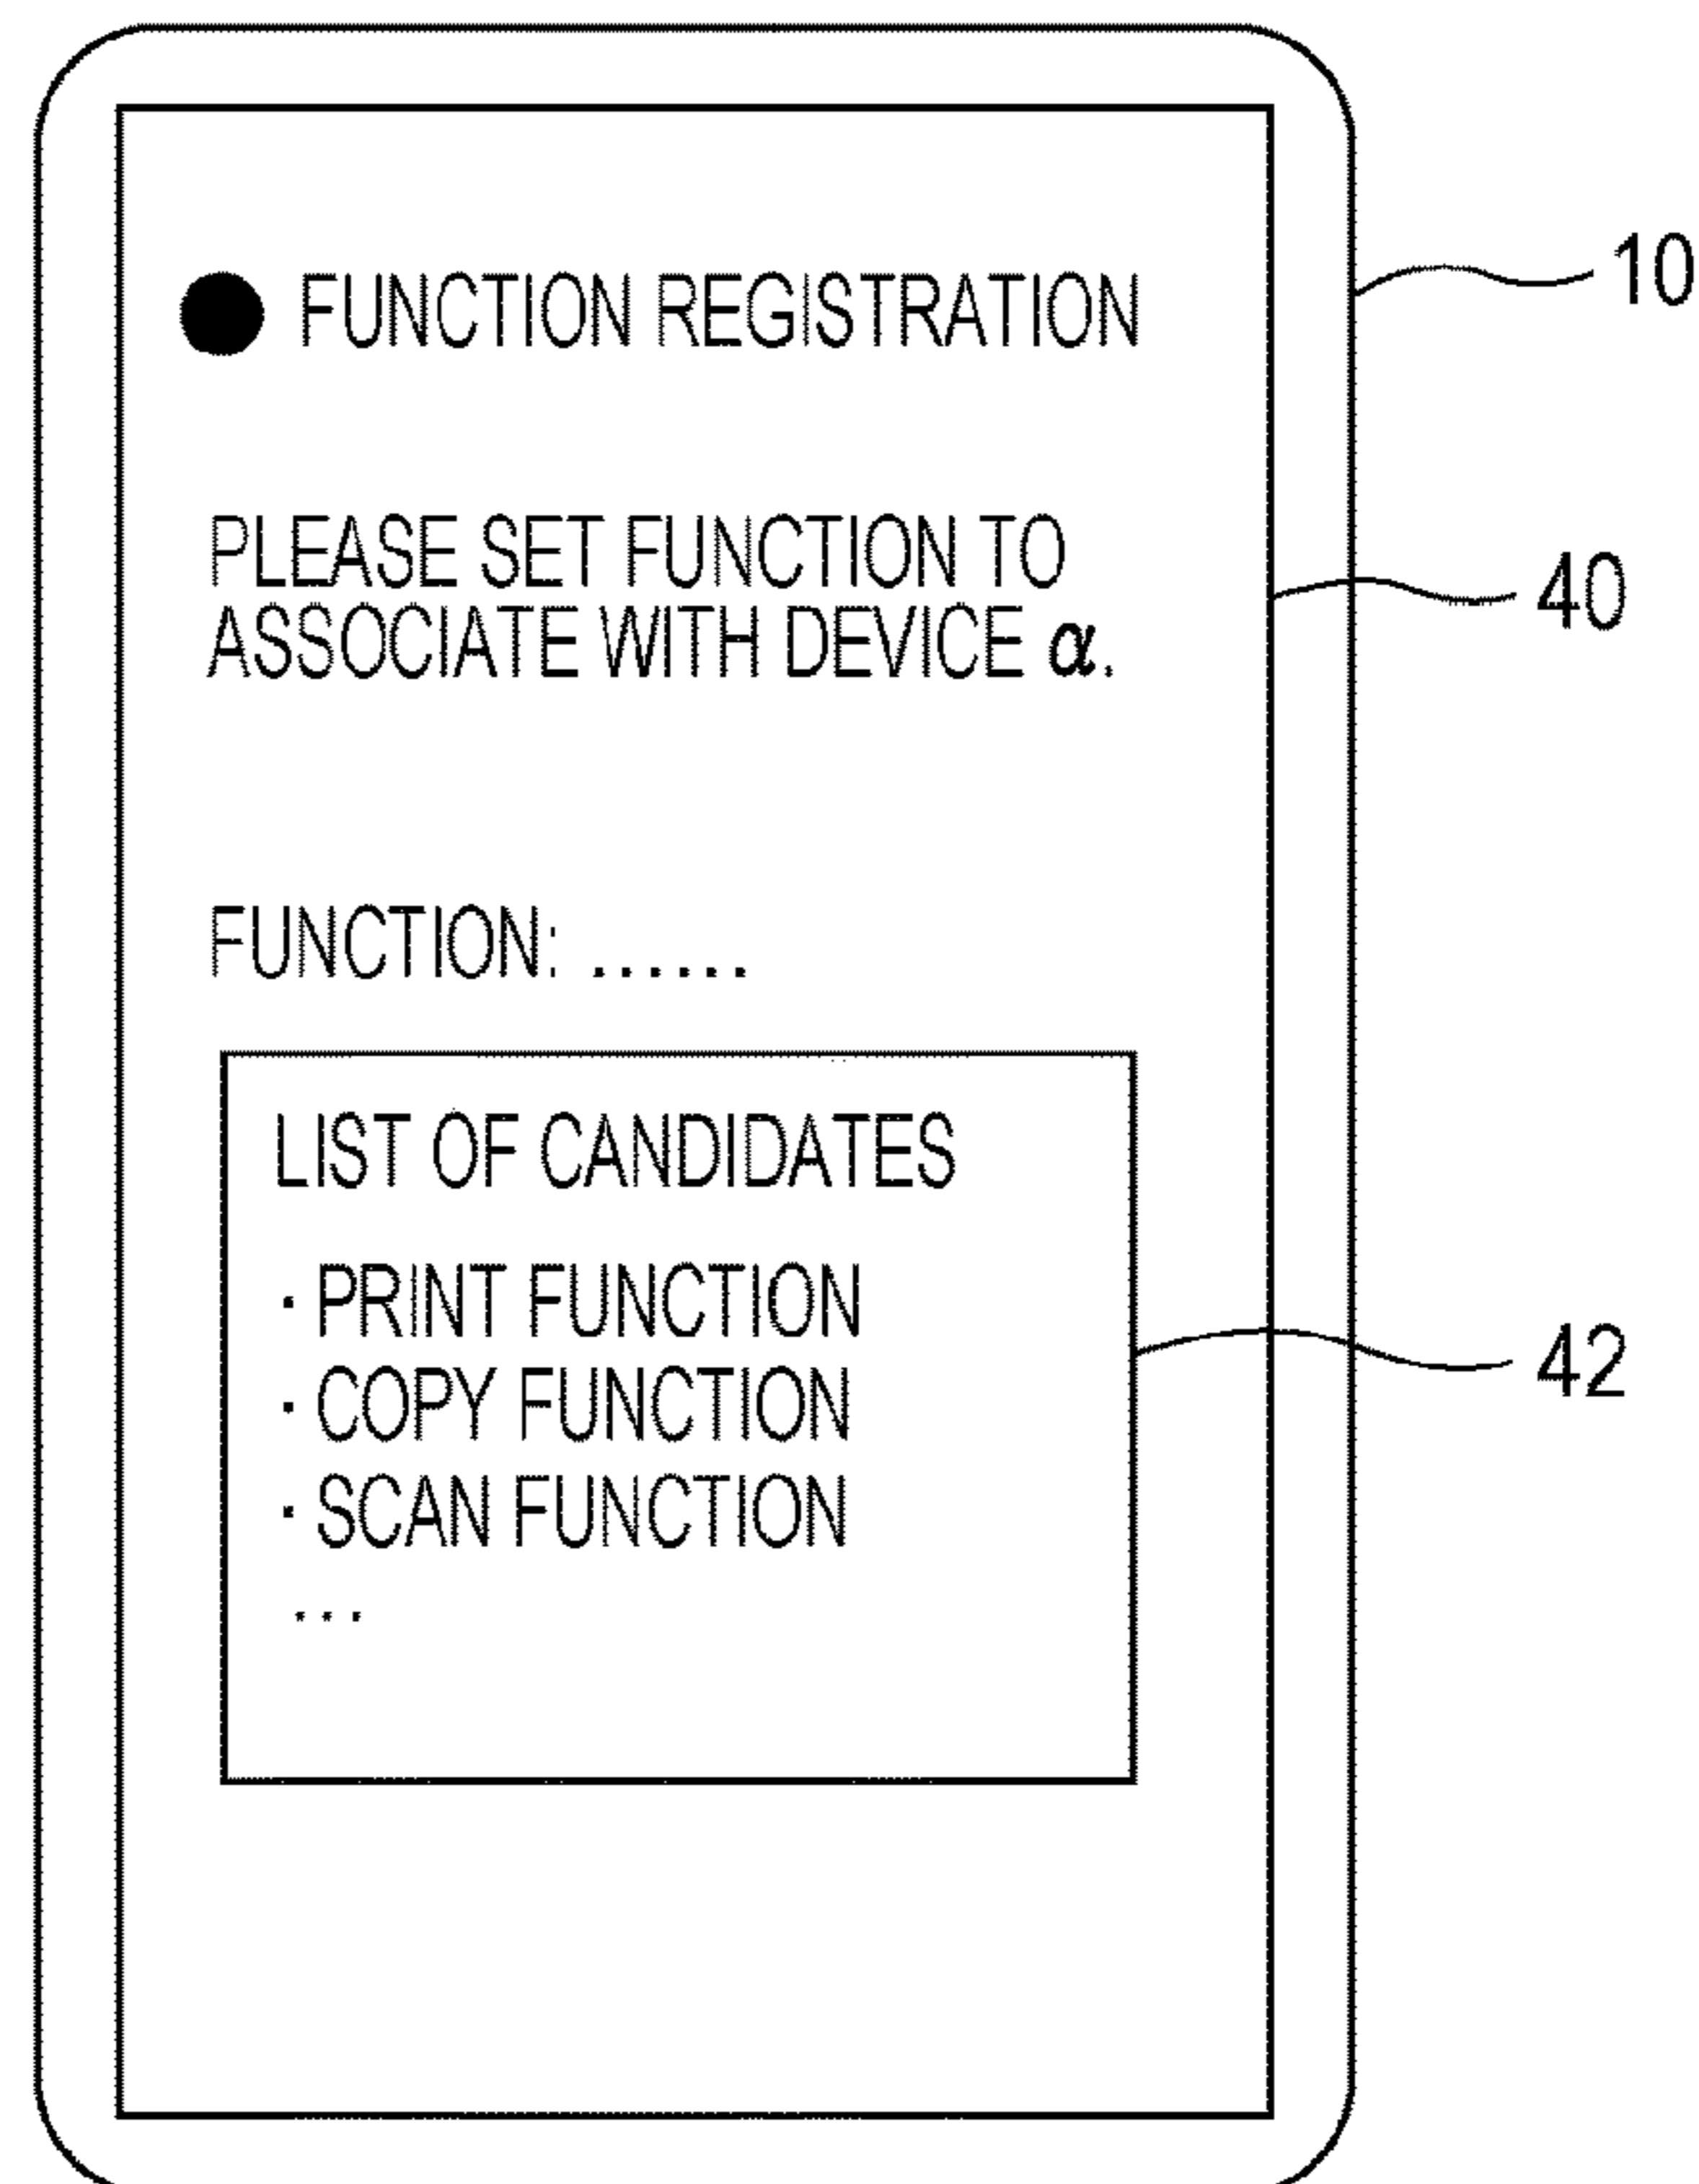 ● FUNCTION REGISTRATION
10
PLEASE SET FUNCTION TO
ASSOCIATE WITH DEVICE α.
40
FUNCTION: ......
LIST OF CANDIDATES
· PRINT FUNCTION
· COPY FUNCTION
· SCAN FUNCTION
...
42